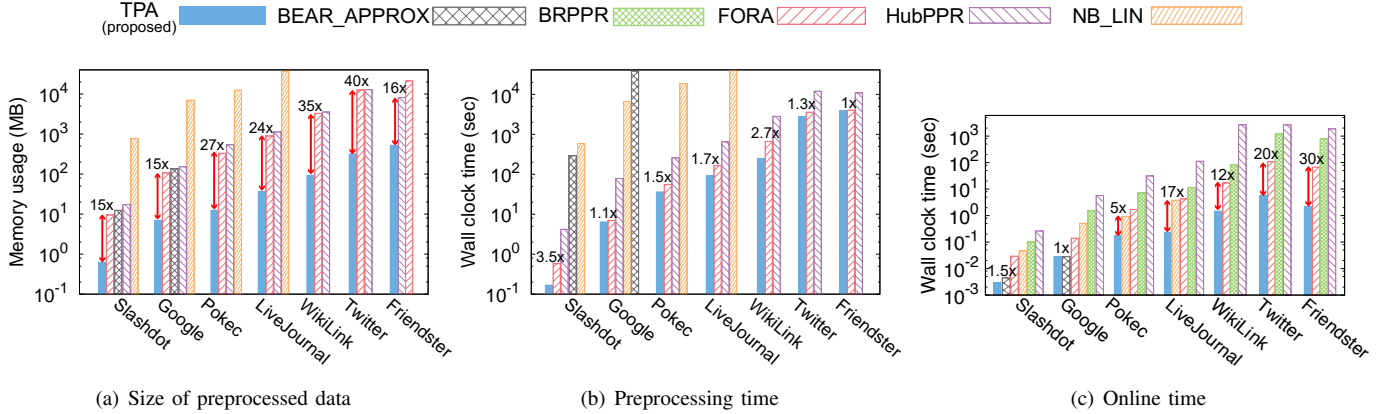 TPA (proposed) BEAR_APPROX BRPPR FORA HubPPR NB_LIN
Memory usage (MB)
10^4
10^3
10^2
10^1
10^0
10^-1
15x 15x 27x 24x 35x 40x 16x
Slashdot Google Pokec LiveJournal WikiLink Twitter Friendster
(a) Size of preprocessed data
Wall clock time (sec)
10^4
10^3
10^2
10^1
10^0
10^-1
3.5x 1.1x 1.5x 1.7x 2.7x 1.3x 1x
Slashdot Google Pokec LiveJournal WikiLink Twitter Friendster
(b) Preprocessing time
Wall clock time (sec)
10^3
10^2
10^1
10^0
10^-1
10^-2
10^-3
1.5x 1x 5x 17x 12x 20x 30x
Slashdot Google Pokec LiveJournal WikiLink Twitter Friendster
(c) Online time